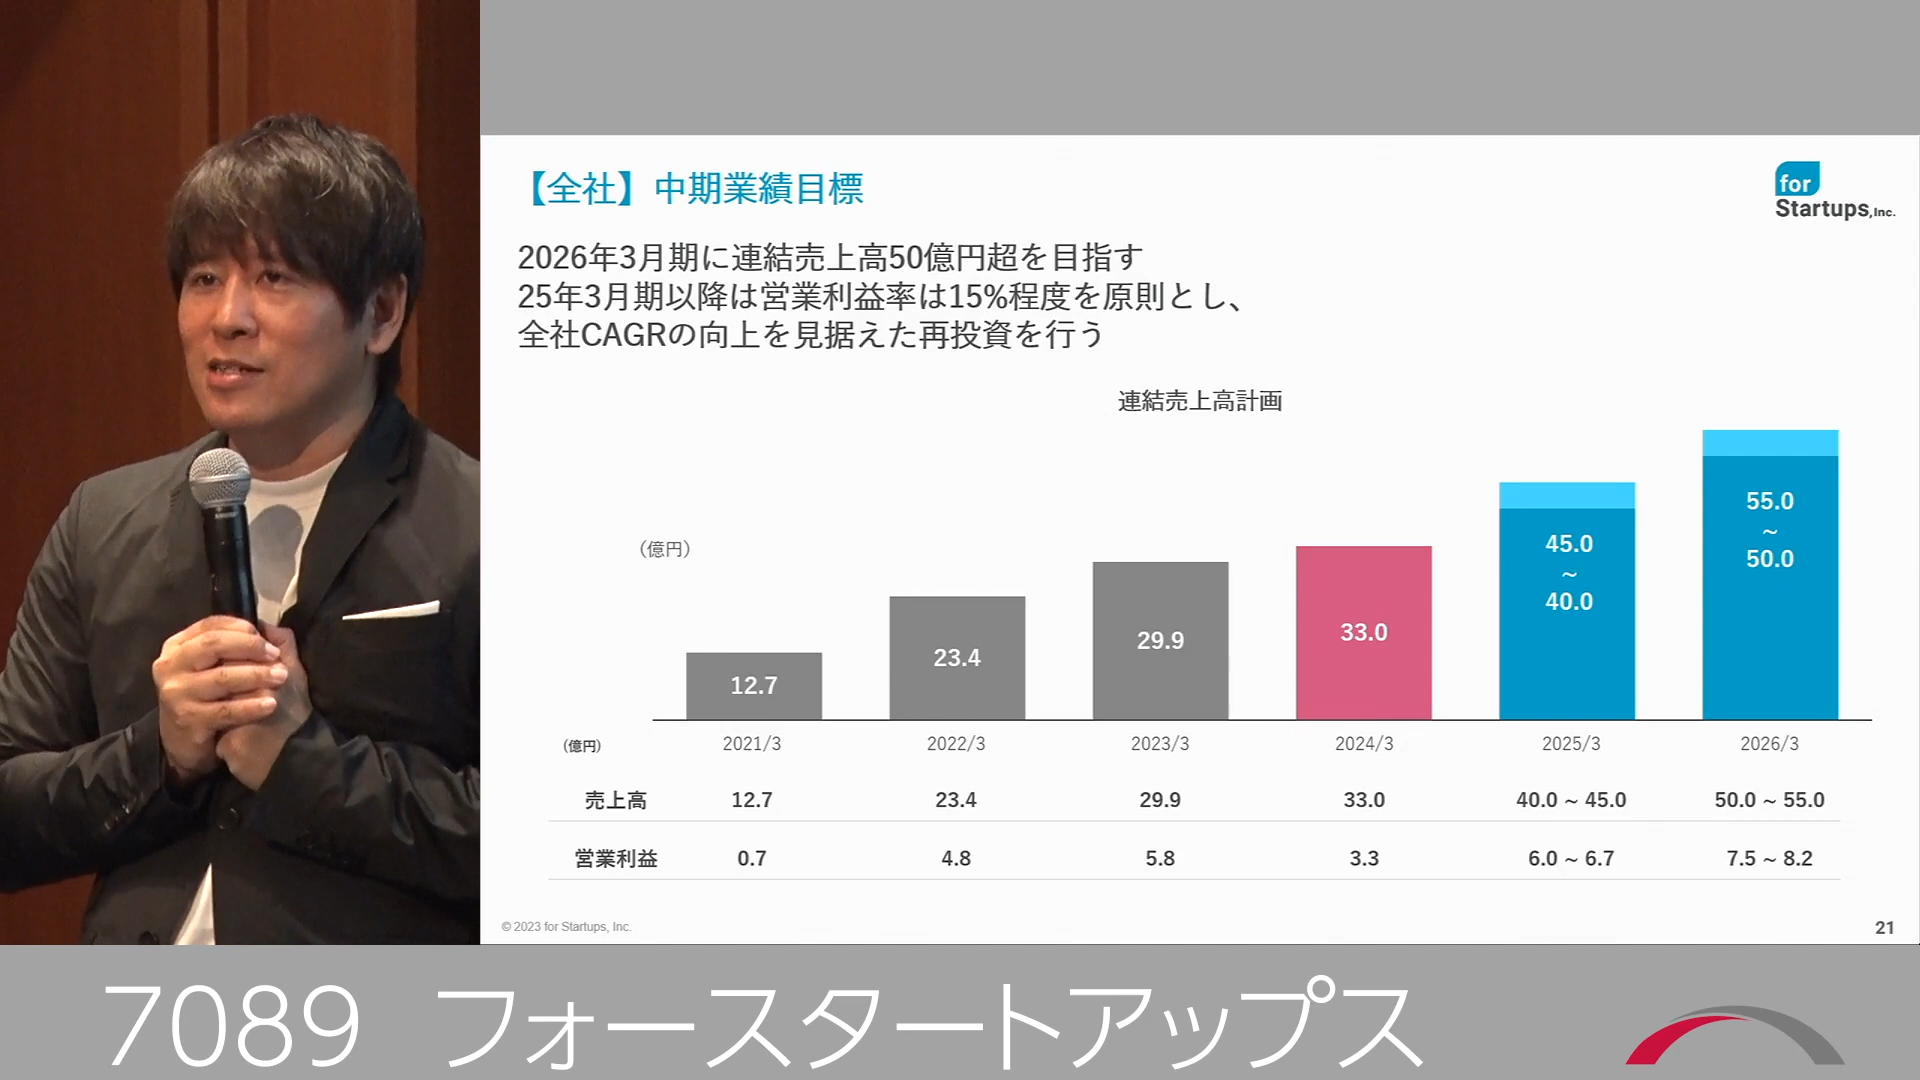 【全社】中期業績目標
for
Startups,Inc.
2026年3月期に連結売上高50億円超を目指す
25年3月期以降は営業利益率は15%程度を原則とし、
全社CAGRの向上を見据えた再投資を行う
連結売上高計画
（億円）
12.7
23.4
29.9
33.0
45.0
~
40.0
55.0
~
50.0
（億円） 2021/3 2022/3 2023/3 2024/3 2025/3 2026/3
売上高 12.7 23.4 29.9 33.0 40.0 ~ 45.0 50.0 ~ 55.0
営業利益 0.7 4.8 5.8 3.3 6.0 ~ 6.7 7.5 ~ 8.2
© 2023 for Startups, Inc.
21
7089 フォースタートアップス